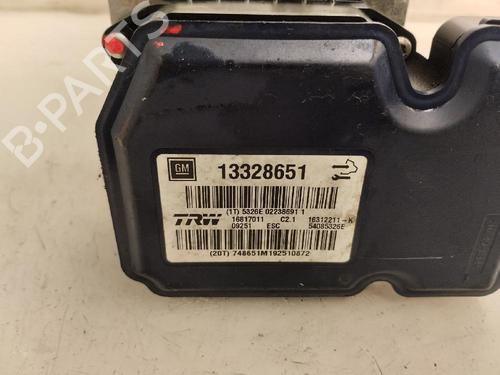 B-PARTS
GM 13328651
(1T) 5326E 02238691 1
TRW 16817011 C2.1 16312211-K
09251 ESC 54085326E
(20T) 748651M192510872